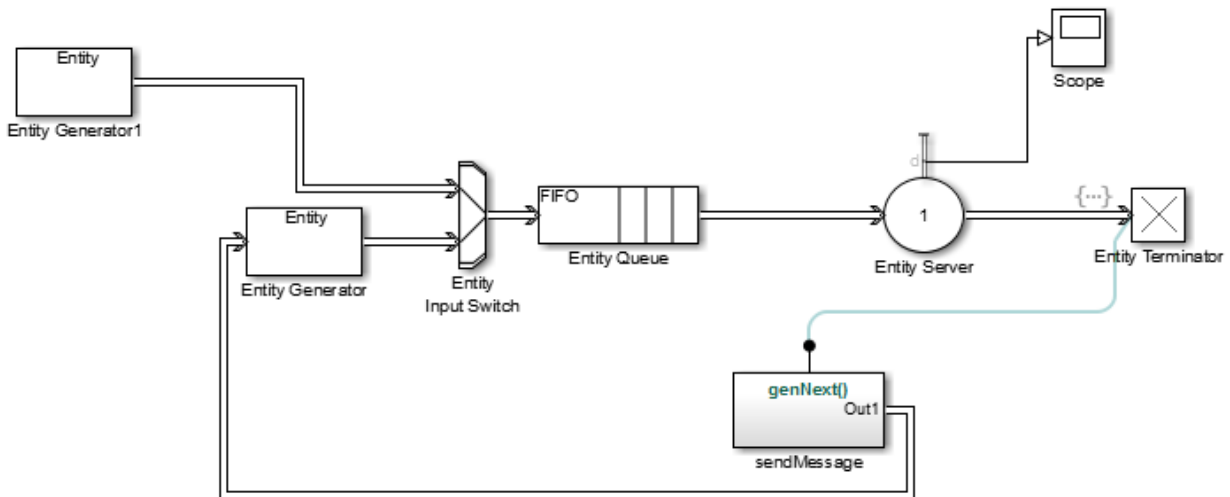 Entity
Entity Generator1
Scope
d
{...}
FIFO
1
Entity
Entity Queue
Entity Server
Entity Terminator
Entity Generator
Entity
Input Switch
genNext()
Out1
sendMessage